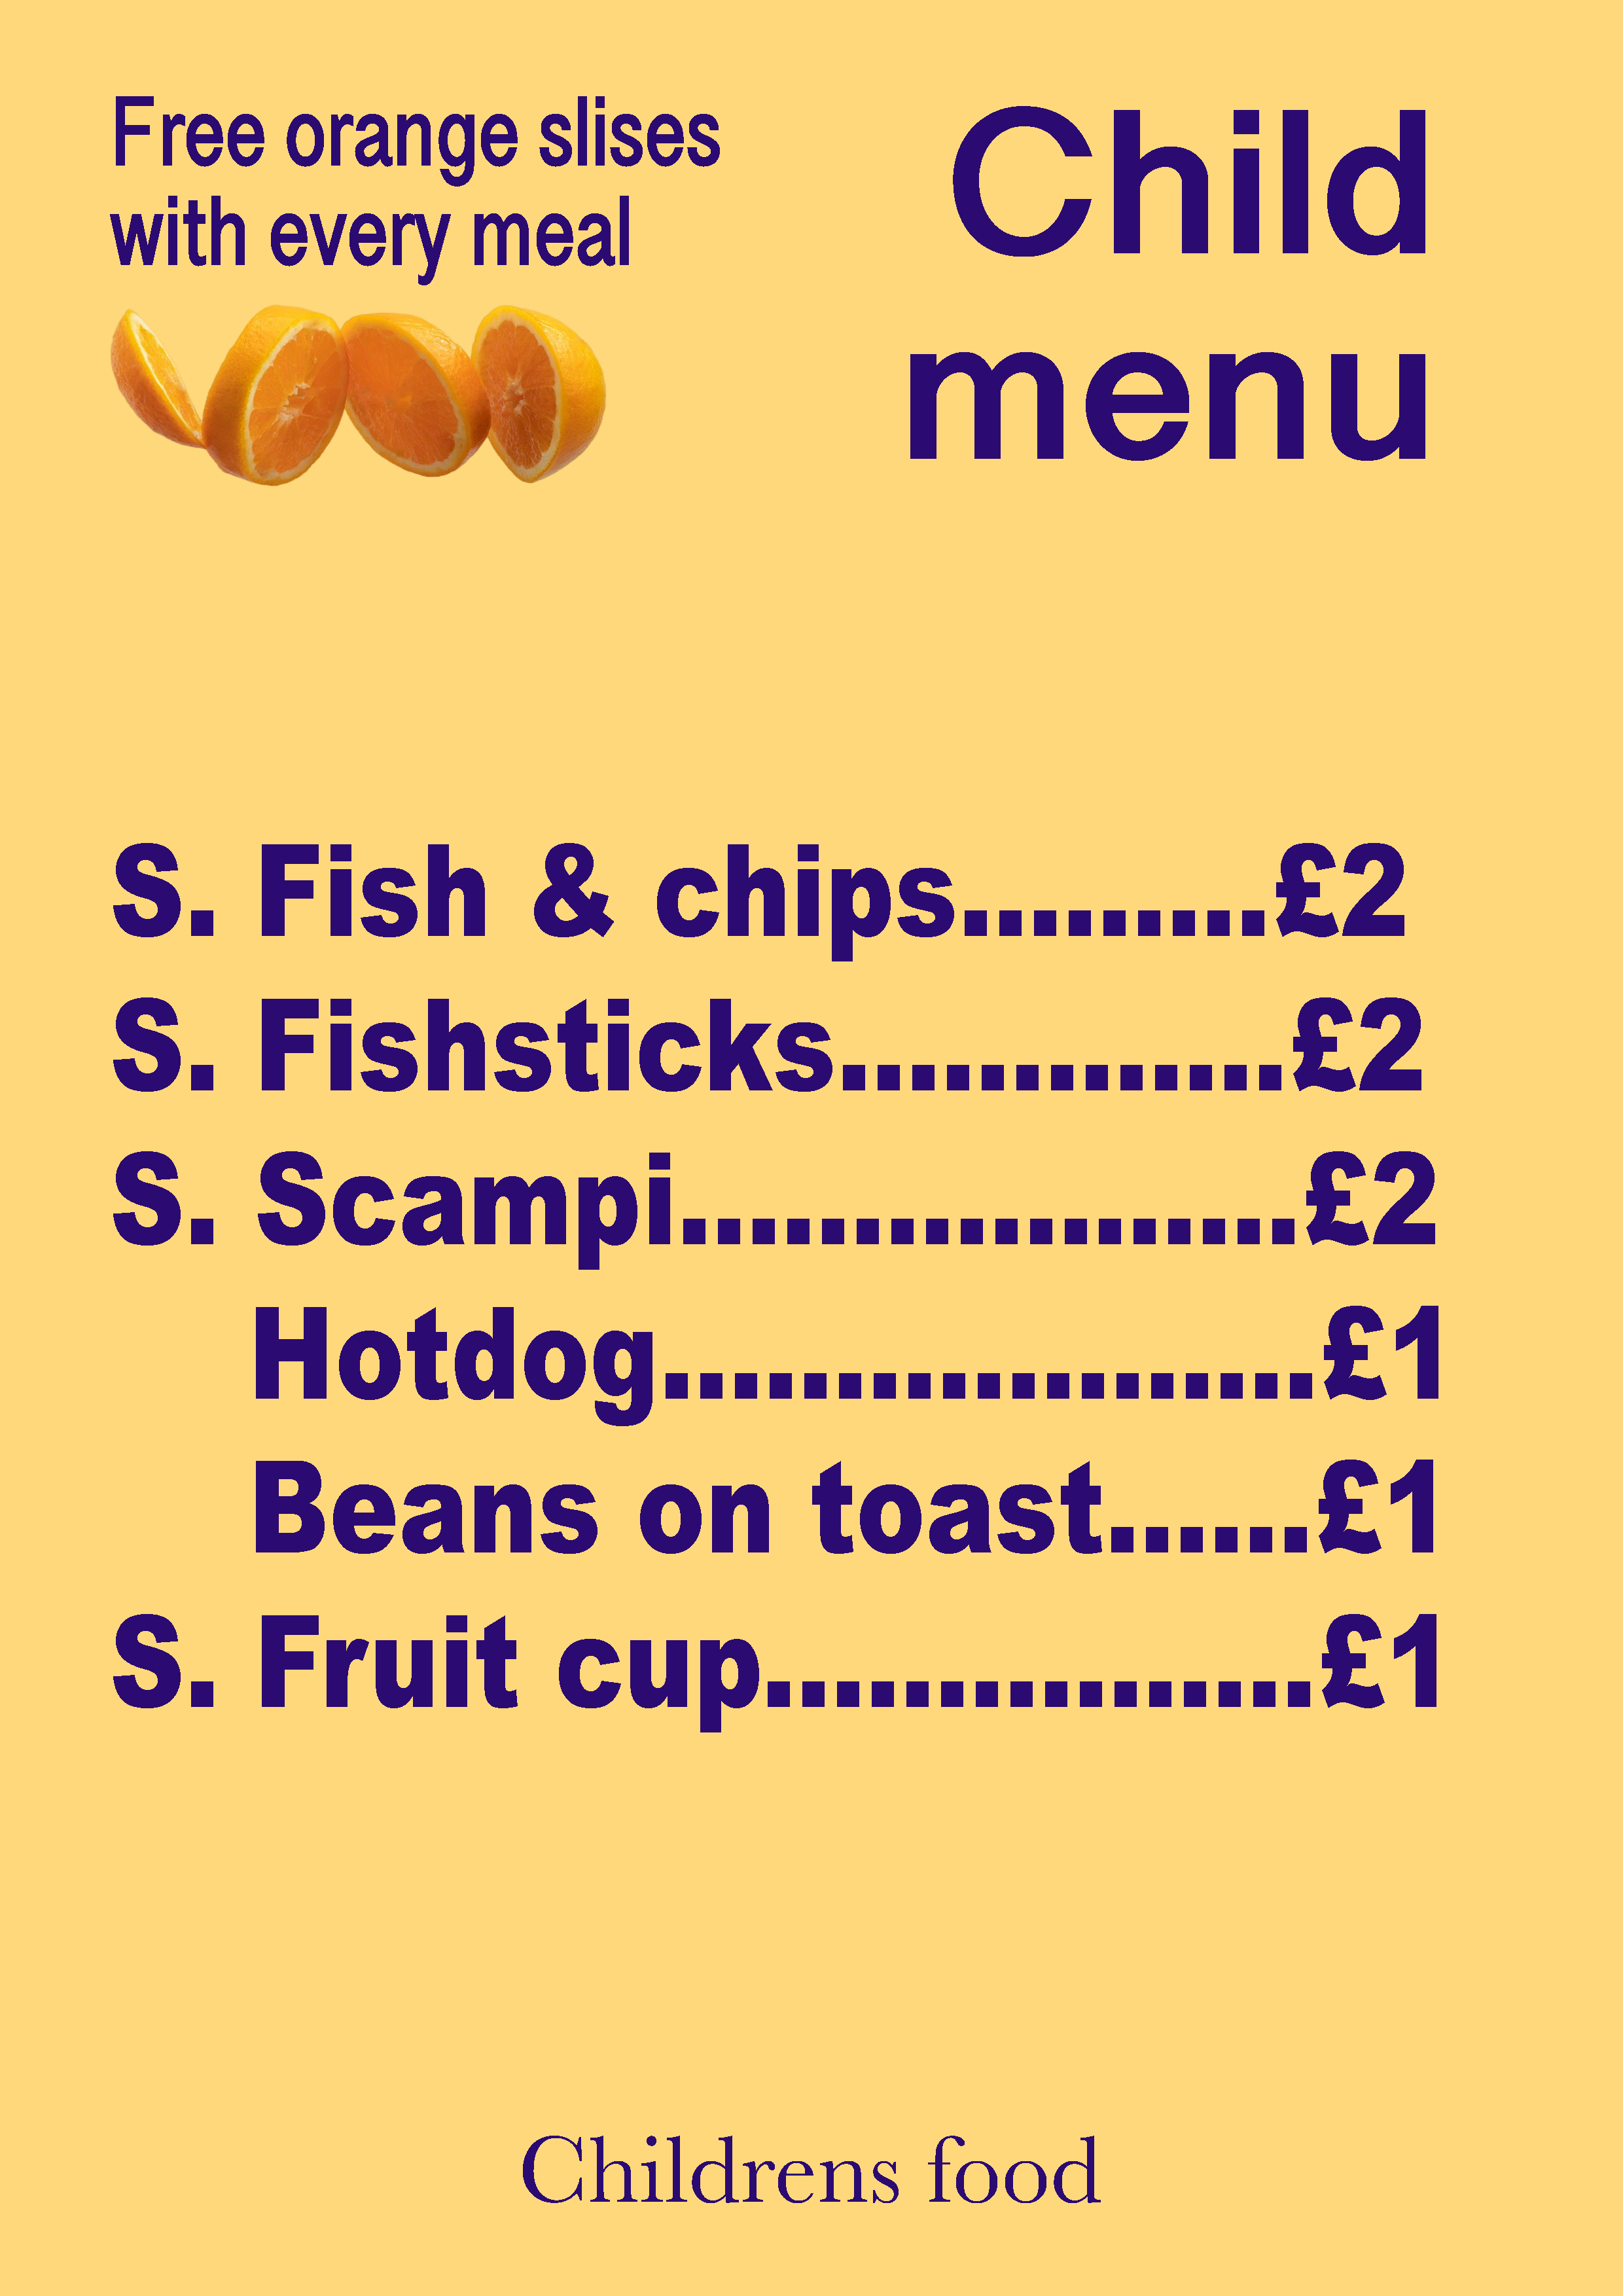 Free orange slises
with every meal
Child
menu
S. Fish & chips.........£2
S. Fishsticks.............£2
S. Scampi..................£2
Hotdog...................£1
Beans on toast......£1
S. Fruit cup................£1
Childrens food